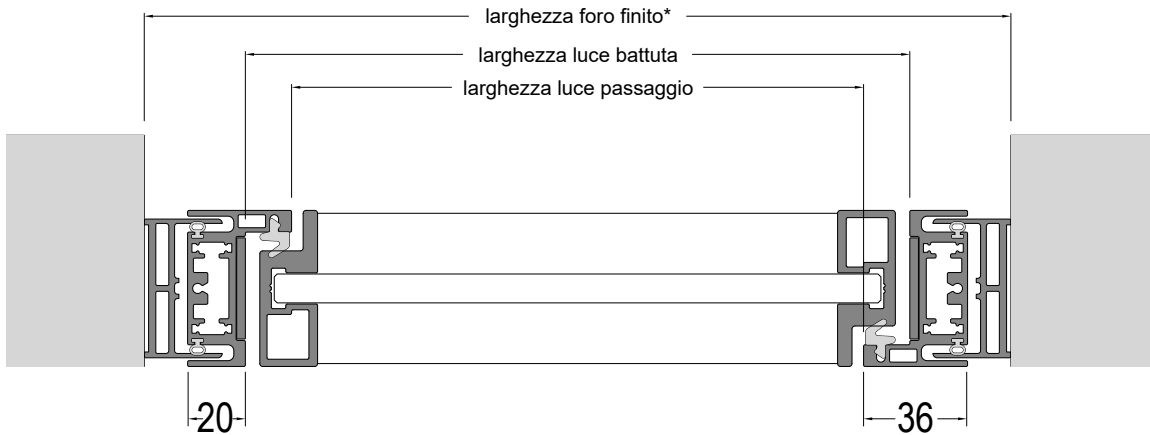 larghezza foro finito*
larghezza luce battuta
larghezza luce passaggio
20
36